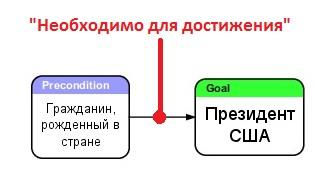 "Необходимо для достижения"
Precondition
Гражданин,
рожденный в
стране
Goal
Президент
США